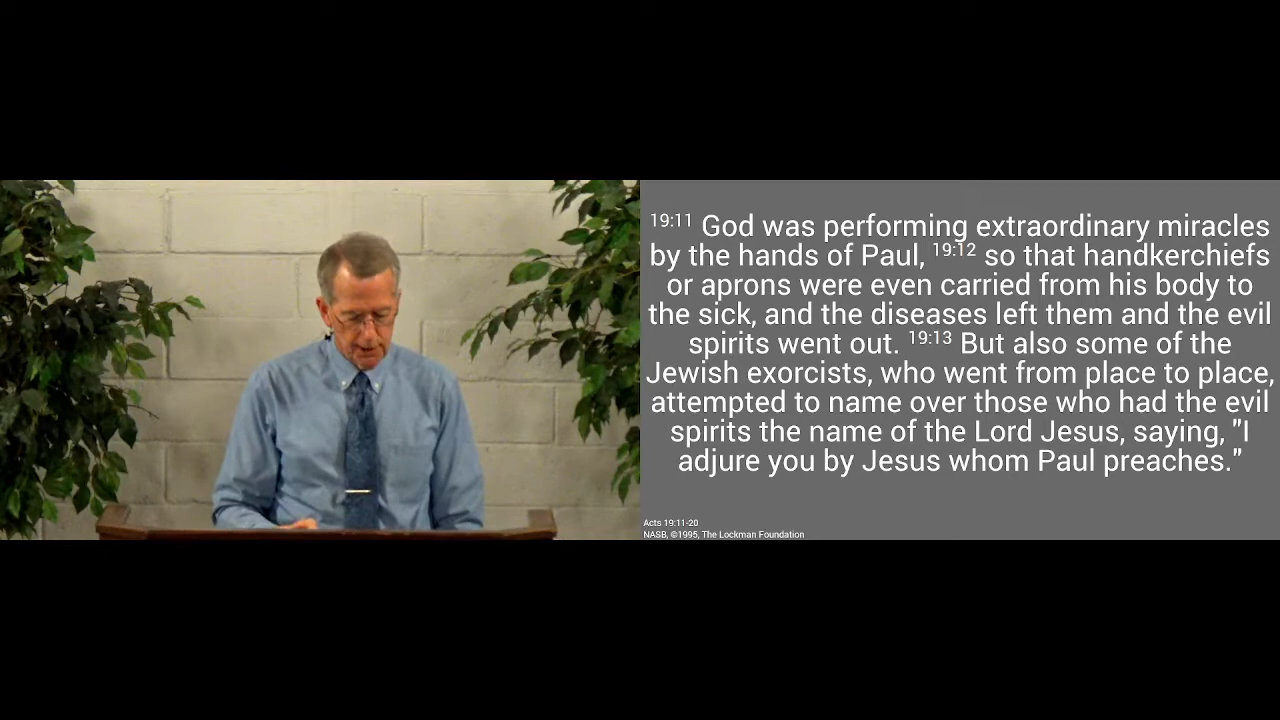 19:11 God was performing extraordinary miracles
by the hands of Paul, 19:12 so that handkerchiefs
or aprons were even carried from his body to
the sick, and the diseases left them and the evil
spirits went out. 19:13 But also some of the
Jewish exorcists, who went from place to place,
attempted to name over those who had the evil
spirits the name of the Lord Jesus, saying, "I
adjure you by Jesus whom Paul preaches."
Acts 19:11-20
NASB, ©1995, The Lockman Foundation